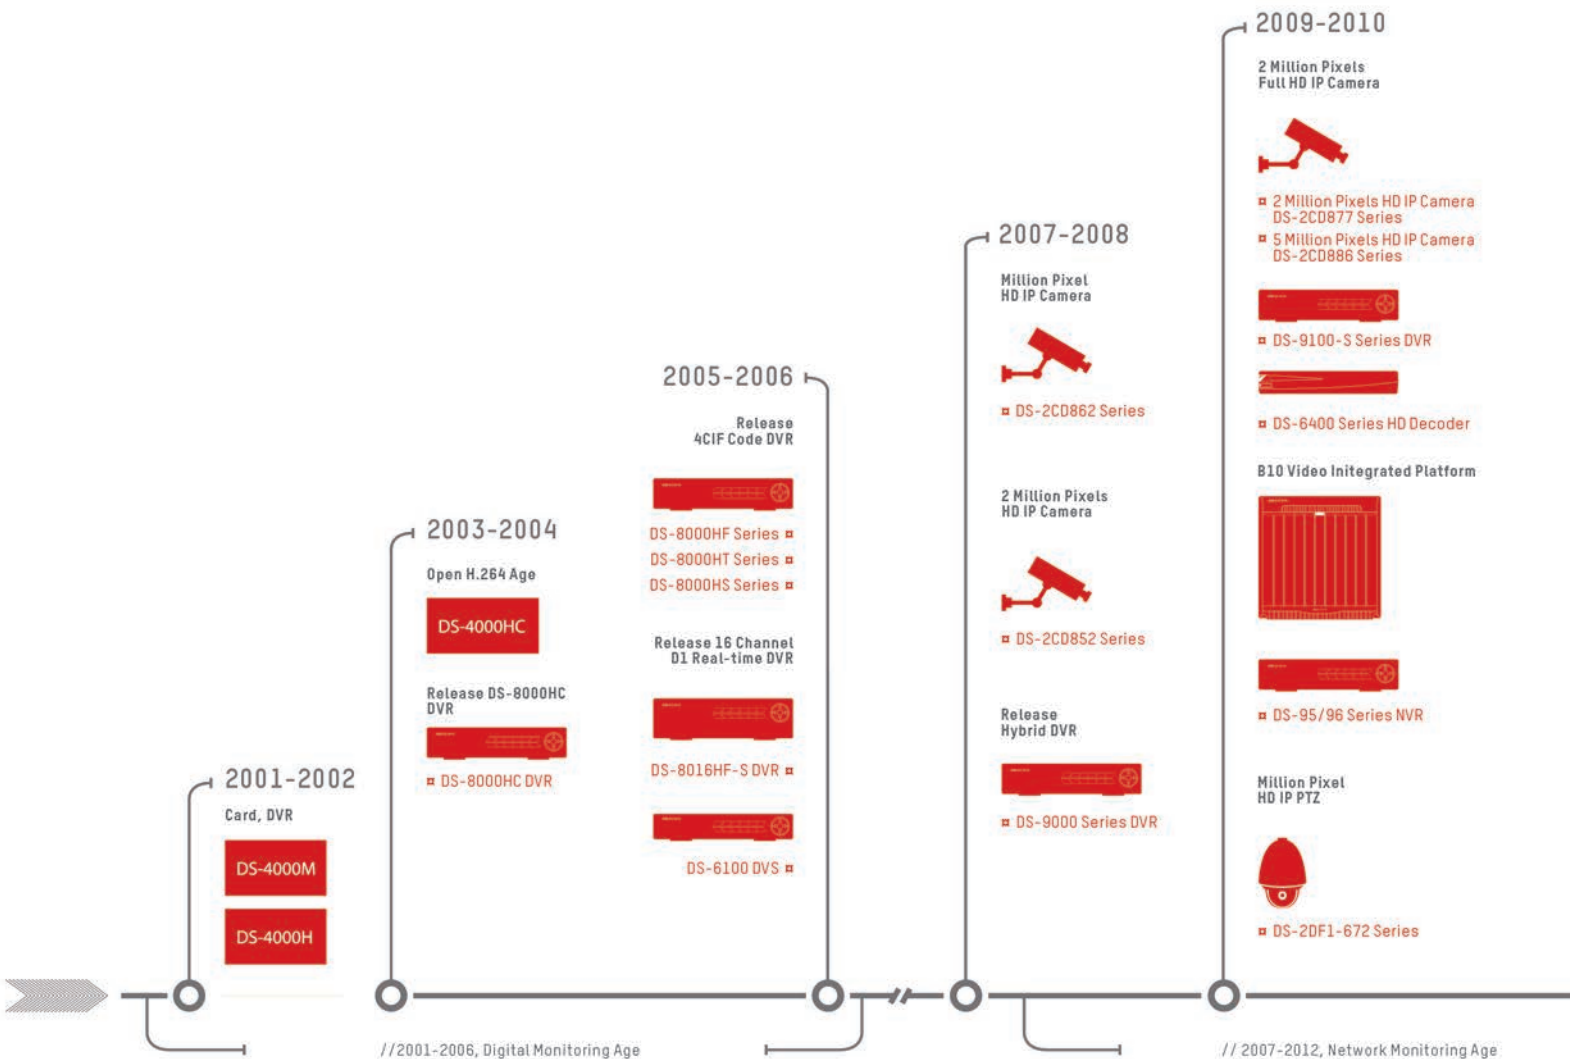 2001-2002
Card, DVR
DS-4000M
DS-4000H
2003-2004
Open H.264 Age
DS-4000HC
Release DS-8000HC
DVR
¤ DS-8000HC DVR
2005-2006
Release
4CIF Code DVR
DS-8000HF Series ¤
DS-8000HT Series ¤
DS-8000HS Series ¤
Release 16 Channel
D1 Real-time DVR
DS-8016HF-S DVR ¤
DS-6100 DVS ¤
2007-2008
Million Pixel
HD IP Camera
¤ DS-2CD862 Series
2 Million Pixels
HD IP Camera
¤ DS-2CD852 Series
Release
Hybrid DVR
¤ DS-9000 Series DVR
2009-2010
2 Million Pixels
Full HD IP Camera
¤ 2 Million Pixels HD IP Camera
DS-2CD877 Series
¤ 5 Million Pixels HD IP Camera
DS-2CD886 Series
¤ DS-9100-S Series DVR
¤ DS-6400 Series HD Decoder
B10 Video Initegrated Platform
¤ DS-95/96 Series NVR
Million Pixel
HD IP PTZ
¤ DS-2DF1-672 Series
//2001-2006, Digital Monitoring Age
// 2007-2012, Network Monitoring Age